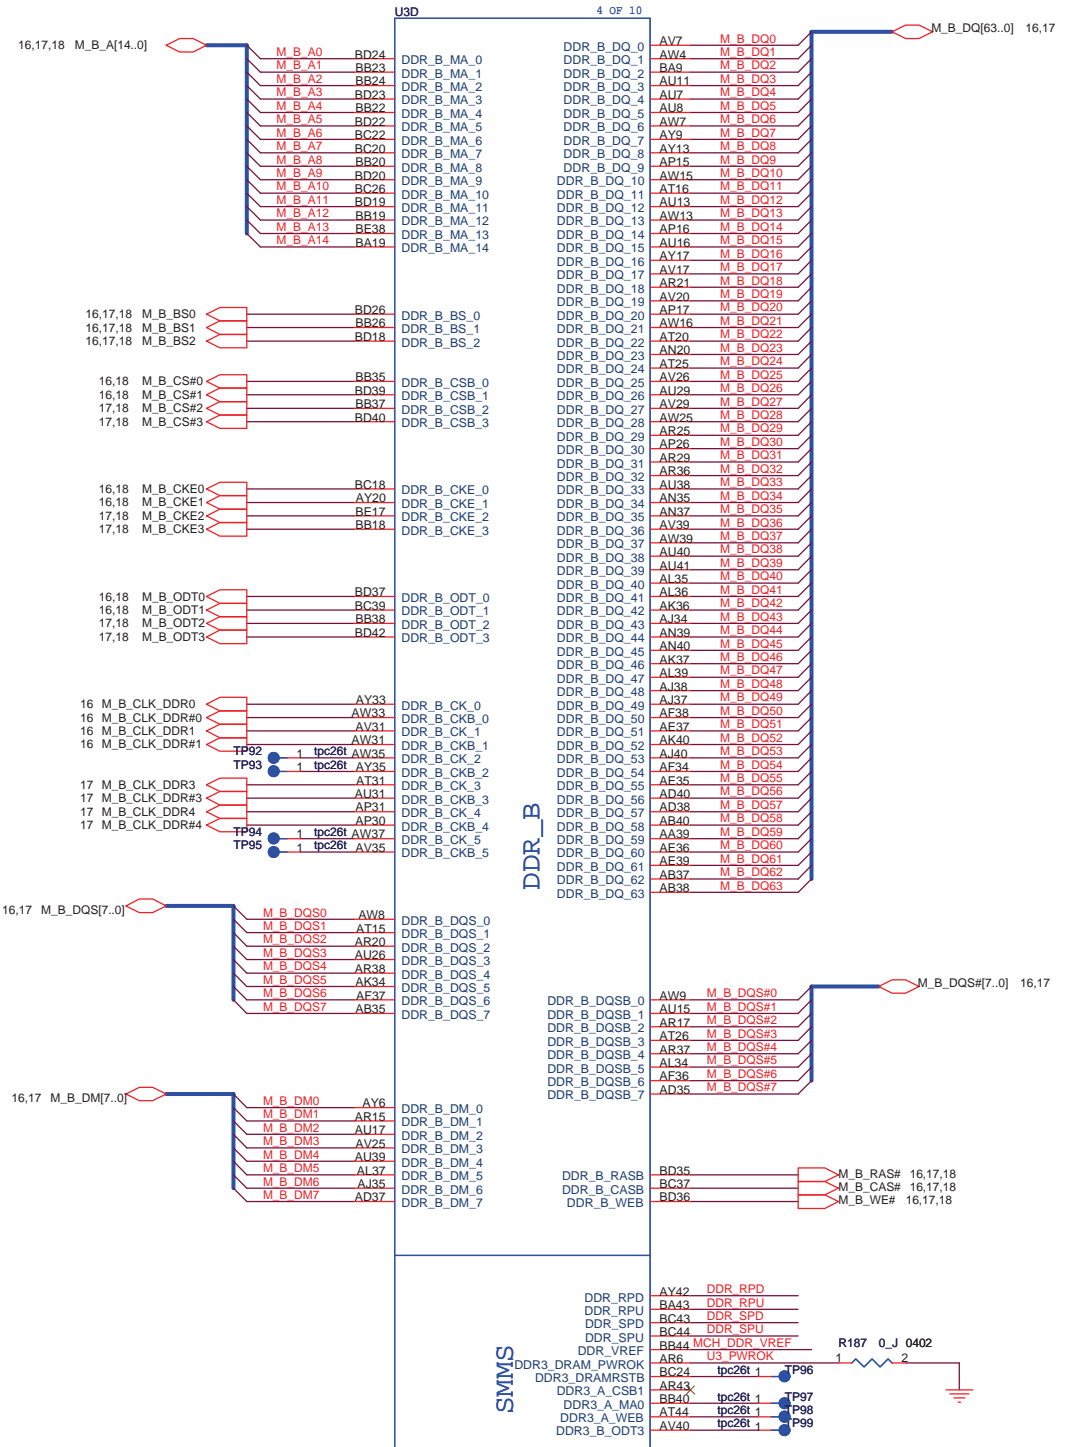 U3D
4 OF 10
16,17,18 M_B_A[14..0]
M_B_A0 BD24 DDR_B_MA_0
M_B_A1 BB23 DDR_B_MA_1
M_B_A2 BB24 DDR_B_MA_2
M_B_A3 BD23 DDR_B_MA_3
M_B_A4 BB22 DDR_B_MA_4
M_B_A5 BD22 DDR_B_MA_5
M_B_A6 BC22 DDR_B_MA_6
M_B_A7 BC20 DDR_B_MA_7
M_B_A8 BB20 DDR_B_MA_8
M_B_A9 BD20 DDR_B_MA_9
M_B_A10 BC26 DDR_B_MA_10
M_B_A11 BD19 DDR_B_MA_11
M_B_A12 BB19 DDR_B_MA_12
M_B_A13 BE38 DDR_B_MA_13
M_B_A14 BA19 DDR_B_MA_14
16,17,18 M_B_BS0 BD26 DDR_B_BS_0
16,17,18 M_B_BS1 BB26 DDR_B_BS_1
16,17,18 M_B_BS2 BD18 DDR_B_BS_2
16,18 M_B_CS#0 BB35 DDR_B_CSB_0
16,18 M_B_CS#1 BD39 DDR_B_CSB_1
17,18 M_B_CS#2 BB37 DDR_B_CSB_2
17,18 M_B_CS#3 BD40 DDR_B_CSB_3
16,18 M_B_CKE0 BC18 DDR_B_CKE_0
16,18 M_B_CKE1 AY20 DDR_B_CKE_1
17,18 M_B_CKE2 BE17 DDR_B_CKE_2
17,18 M_B_CKE3 BB18 DDR_B_CKE_3
16,18 M_B_ODT0 BD37 DDR_B_ODT_0
16,18 M_B_ODT1 BC39 DDR_B_ODT_1
17,18 M_B_ODT2 BB38 DDR_B_ODT_2
17,18 M_B_ODT3 BD42 DDR_B_ODT_3
16 M_B_CLK_DDR0 AY33 DDR_B_CK_0
16 M_B_CLK_DDR#0 AW33 DDR_B_CKB_0
16 M_B_CLK_DDR1 AV31 DDR_B_CK_1
16 M_B_CLK_DDR#1 AW31 DDR_B_CKB_1
TP92 1 tpc26t AW35 DDR_B_CK_2
TP93 1 tpc26t AY35 DDR_B_CKB_2
17 M_B_CLK_DDR3 AT31 DDR_B_CK_3
17 M_B_CLK_DDR#3 AU31 DDR_B_CKB_3
17 M_B_CLK_DDR4 AP31 DDR_B_CK_4
17 M_B_CLK_DDR#4 AP30 DDR_B_CKB_4
TP94 1 tpc26t AW37 DDR_B_CK_5
TP95 1 tpc26t AV35 DDR_B_CKB_5
16,17 M_B_DQS[7..0]
M_B_DQS0 AW8 DDR_B_DQS_0
M_B_DQS1 AT15 DDR_B_DQS_1
M_B_DQS2 AR20 DDR_B_DQS_2
M_B_DQS3 AU26 DDR_B_DQS_3
M_B_DQS4 AR38 DDR_B_DQS_4
M_B_DQS5 AK34 DDR_B_DQS_5
M_B_DQS6 AF37 DDR_B_DQS_6
M_B_DQS7 AB35 DDR_B_DQS_7
16,17 M_B_DM[7..0]
M_B_DM0 AY6 DDR_B_DM_0
M_B_DM1 AR15 DDR_B_DM_1
M_B_DM2 AU17 DDR_B_DM_2
M_B_DM3 AV25 DDR_B_DM_3
M_B_DM4 AU39 DDR_B_DM_4
M_B_DM5 AL37 DDR_B_DM_5
M_B_DM6 AJ35 DDR_B_DM_6
M_B_DM7 AD37 DDR_B_DM_7
M_B_DQ[63..0] 16,17
DDR_B_DQ_0 AV7 M_B_DQ0
DDR_B_DQ_1 AW4 M_B_DQ1
DDR_B_DQ_2 BA9 M_B_DQ2
DDR_B_DQ_3 AU11 M_B_DQ3
DDR_B_DQ_4 AU7 M_B_DQ4
DDR_B_DQ_5 AU8 M_B_DQ5
DDR_B_DQ_6 AW7 M_B_DQ6
DDR_B_DQ_7 AY9 M_B_DQ7
DDR_B_DQ_8 AY13 M_B_DQ8
DDR_B_DQ_9 AP15 M_B_DQ9
DDR_B_DQ_10 AW15 M_B_DQ10
DDR_B_DQ_11 AT16 M_B_DQ11
DDR_B_DQ_12 AU13 M_B_DQ12
DDR_B_DQ_13 AW13 M_B_DQ13
DDR_B_DQ_14 AP16 M_B_DQ14
DDR_B_DQ_15 AU16 M_B_DQ15
DDR_B_DQ_16 AY17 M_B_DQ16
DDR_B_DQ_17 AV17 M_B_DQ17
DDR_B_DQ_18 AR21 M_B_DQ18
DDR_B_DQ_19 AV20 M_B_DQ19
DDR_B_DQ_20 AP17 M_B_DQ20
DDR_B_DQ_21 AW16 M_B_DQ21
DDR_B_DQ_22 AT20 M_B_DQ22
DDR_B_DQ_23 AN20 M_B_DQ23
DDR_B_DQ_24 AT25 M_B_DQ24
DDR_B_DQ_25 AV26 M_B_DQ25
DDR_B_DQ_26 AU29 M_B_DQ26
DDR_B_DQ_27 AV29 M_B_DQ27
DDR_B_DQ_28 AW25 M_B_DQ28
DDR_B_DQ_29 AR25 M_B_DQ29
DDR_B_DQ_30 AP26 M_B_DQ30
DDR_B_DQ_31 AR29 M_B_DQ31
DDR_B_DQ_32 AR36 M_B_DQ32
DDR_B_DQ_33 AU38 M_B_DQ33
DDR_B_DQ_34 AN35 M_B_DQ34
DDR_B_DQ_35 AN37 M_B_DQ35
DDR_B_DQ_36 AV39 M_B_DQ36
DDR_B_DQ_37 AW39 M_B_DQ37
DDR_B_DQ_38 AU40 M_B_DQ38
DDR_B_DQ_39 AU41 M_B_DQ39
DDR_B_DQ_40 AL35 M_B_DQ40
DDR_B_DQ_41 AL36 M_B_DQ41
DDR_B_DQ_42 AK36 M_B_DQ42
DDR_B_DQ_43 AJ34 M_B_DQ43
DDR_B_DQ_44 AN39 M_B_DQ44
DDR_B_DQ_45 AN40 M_B_DQ45
DDR_B_DQ_46 AK37 M_B_DQ46
DDR_B_DQ_47 AL39 M_B_DQ47
DDR_B_DQ_48 AJ38 M_B_DQ48
DDR_B_DQ_49 AJ37 M_B_DQ49
DDR_B_DQ_50 AF38 M_B_DQ50
DDR_B_DQ_51 AE37 M_B_DQ51
DDR_B_DQ_52 AK40 M_B_DQ52
DDR_B_DQ_53 AJ40 M_B_DQ53
DDR_B_DQ_54 AF34 M_B_DQ54
DDR_B_DQ_55 AE35 M_B_DQ55
DDR_B_DQ_56 AD40 M_B_DQ56
DDR_B_DQ_57 AD38 M_B_DQ57
DDR_B_DQ_58 AB40 M_B_DQ58
DDR_B_DQ_59 AA39 M_B_DQ59
DDR_B_DQ_60 AE36 M_B_DQ60
DDR_B_DQ_61 AE39 M_B_DQ61
DDR_B_DQ_62 AB37 M_B_DQ62
DDR_B_DQ_63 AB38 M_B_DQ63
DDR_B
M_B_DQS#[7..0] 16,17
DDR_B_DQSB_0 AW9 M_B_DQS#0
DDR_B_DQSB_1 AU15 M_B_DQS#1
DDR_B_DQSB_2 AR17 M_B_DQS#2
DDR_B_DQSB_3 AT26 M_B_DQS#3
DDR_B_DQSB_4 AR37 M_B_DQS#4
DDR_B_DQSB_5 AL34 M_B_DQS#5
DDR_B_DQSB_6 AF36 M_B_DQS#6
DDR_B_DQSB_7 AD35 M_B_DQS#7
DDR_B_RASB BD35 M_B_RAS# 16,17,18
DDR_B_CASB BC37 M_B_CAS# 16,17,18
DDR_B_WEB BD36 M_B_WE# 16,17,18
SMMS
DDR_RPD AY42 DDR_RPD
DDR_RPU BA43 DDR_RPU
DDR_SPD BC43 DDR_SPD
DDR_SPU BC44 DDR_SPU
DDR_VREF BB44 MCH_DDR_VREF
DDR3_DRAM_PWROK AR6 U3_PWROK 1 R187 0_J 0402 2
DDR3_DRAMRSTB BC24 tpc26t 1 TP96
DDR3_A_CSB1 AR43
DDR3_A_MA0 BB40 tpc26t 1 TP97
DDR3_A_WEB AT44 tpc26t 1 TP98
DDR3_B_ODT3 AV40 tpc26t 1 TP99